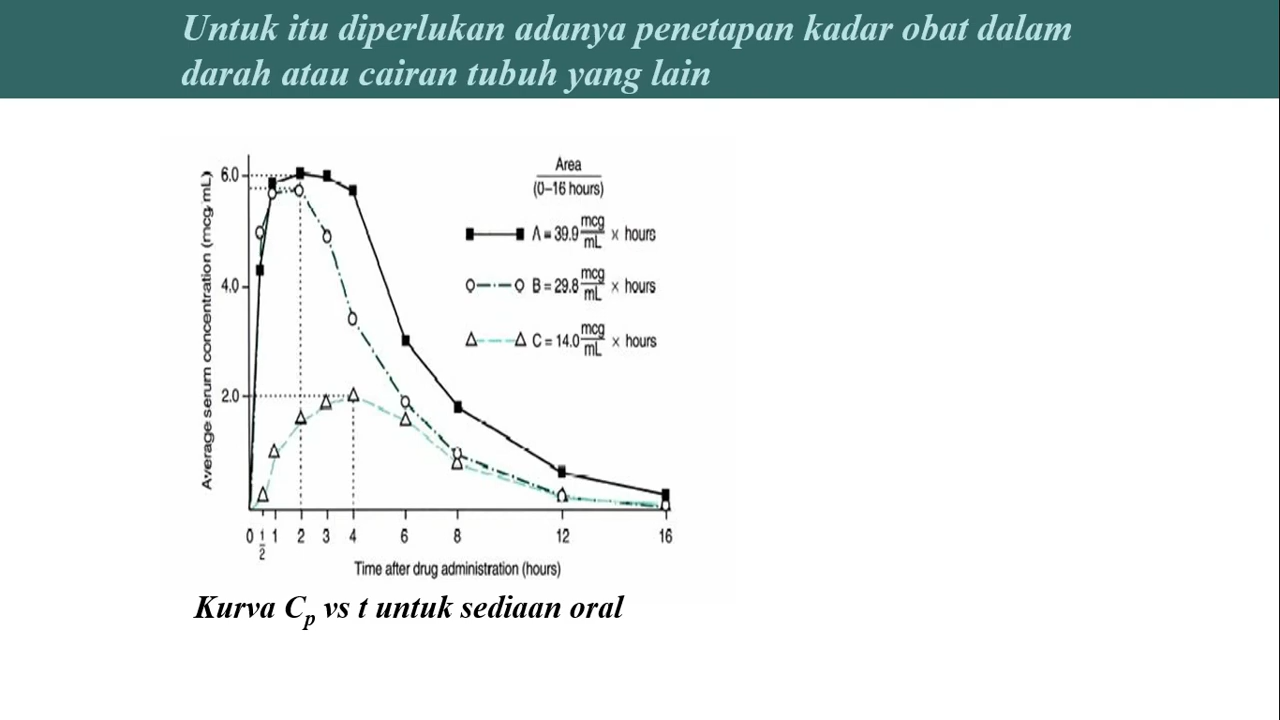 Untuk itu diperlukan adanya penetapan kadar obat dalam
darah atau cairan tubuh yang lain
Average serum concentration (mcg/mL)
6.0
4.0
2.0
Area
(0–16 hours)
A = 39.9 mcg/mL × hours
B = 29.8 mcg/mL × hours
C = 14.0 mcg/mL × hours
0 1/2 1 2 3 4 6 8 12 16
Time after drug administration (hours)
Kurva Cp vs t untuk sediaan oral